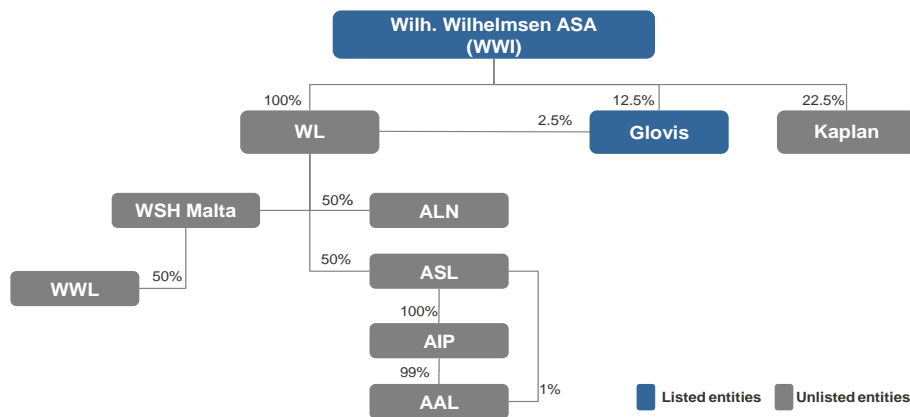 Wilh. Wilhelmsen ASA
(WWI)
100%
12.5%
22.5%
WL
2.5%
Glovis
Kaplan
WSH Malta
50%
ALN
WWL
50%
50%
ASL
100%
AIP
99%
AAL
1%
Listed entities
Unlisted entities